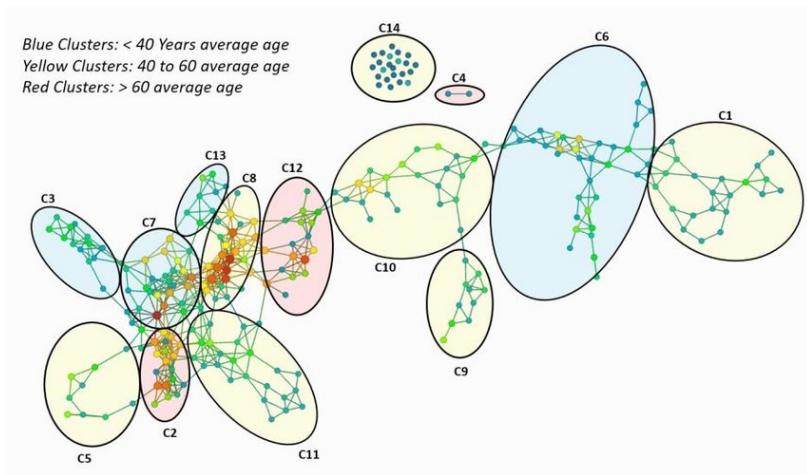 Blue Clusters: < 40 Years average age
Yellow Clusters: 40 to 60 average age
Red Clusters: > 60 average age
C14
C4
C6
C1
C13
C8
C12
C3
C7
C10
C9
C2
C5
C11